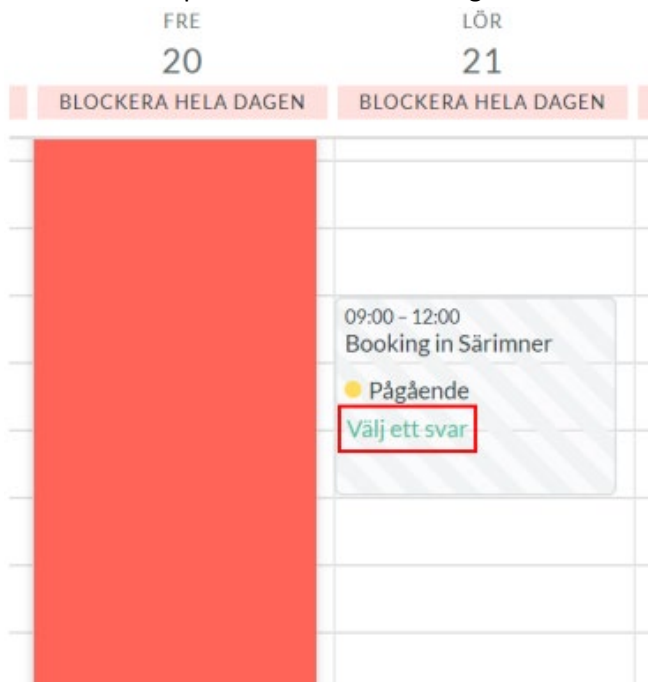 FRE
LÖR
20
21
BLOCKERA HELA DAGEN
BLOCKERA HELA DAGEN
09:00 – 12:00
Booking in Särimner
Pågående
Välj ett svar